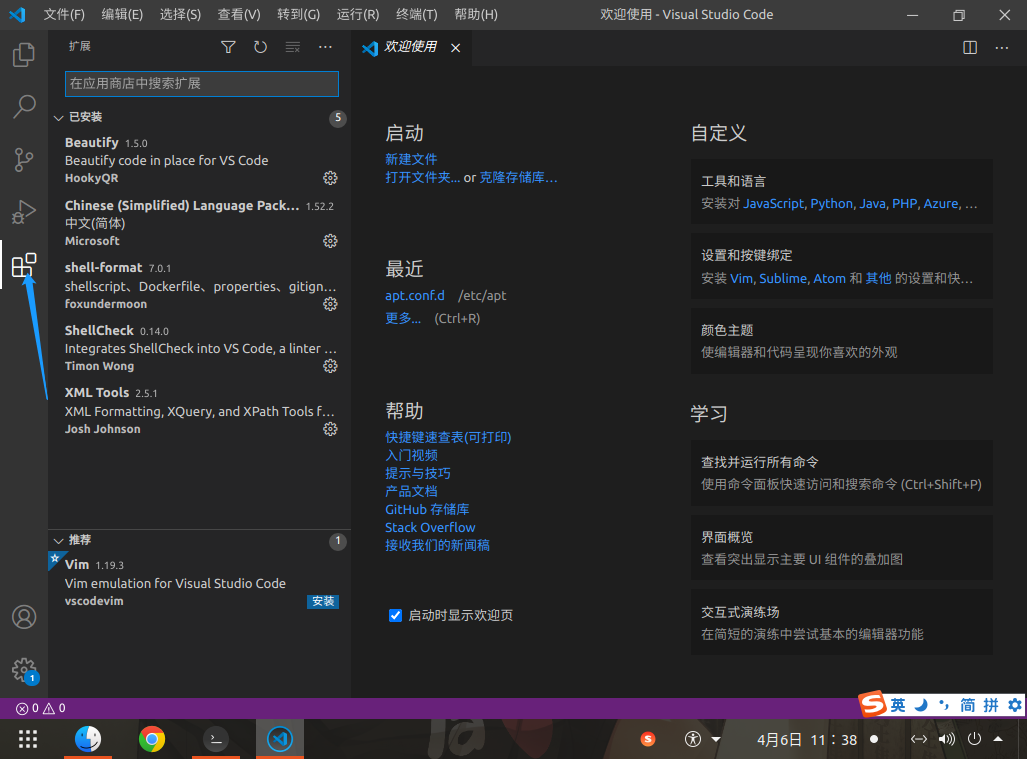 文件(F) 编辑(E) 选择(S) 查看(V) 转到(G) 运行(R) 终端(T) 帮助(H) 欢迎使用 - Visual Studio Code
扩展
在应用商店中搜索扩展
已安装 5
Beautify 1.5.0
Beautify code in place for VS Code
HookyQR
Chinese (Simplified) Language Pack... 1.52.2
中文(简体)
Microsoft
shell-format 7.0.1
shellscript、Dockerfile、properties、gitign...
foxundermoon
ShellCheck 0.14.0
Integrates ShellCheck into VS Code, a linter ...
Timon Wong
XML Tools 2.5.1
XML Formatting, XQuery, and XPath Tools f...
Josh Johnson
推荐 1
Vim 1.19.3
Vim emulation for Visual Studio Code
vscodevim 安装
欢迎使用
启动
新建文件
打开文件夹... or 克隆存储库...
最近
apt.conf.d /etc/apt
更多... (Ctrl+R)
帮助
快捷键速查表(可打印)
入门视频
提示与技巧
产品文档
GitHub 存储库
Stack Overflow
接收我们的新闻稿
启动时显示欢迎页
自定义
工具和语言
安装对 JavaScript, Python, Java, PHP, Azure, ...
设置和按键绑定
安装 Vim, Sublime, Atom 和 其他 的设置和快...
颜色主题
使编辑器和代码呈现你喜欢的外观
学习
查找并运行所有命令
使用命令面板快速访问和搜索命令 (Ctrl+Shift+P)
界面概览
查看突出显示主要 UI 组件的叠加图
交互式演练场
在简短的演练中尝试基本的编辑器功能
1
0 0
S 英 简 拼
ja
S
4月6日 11：38